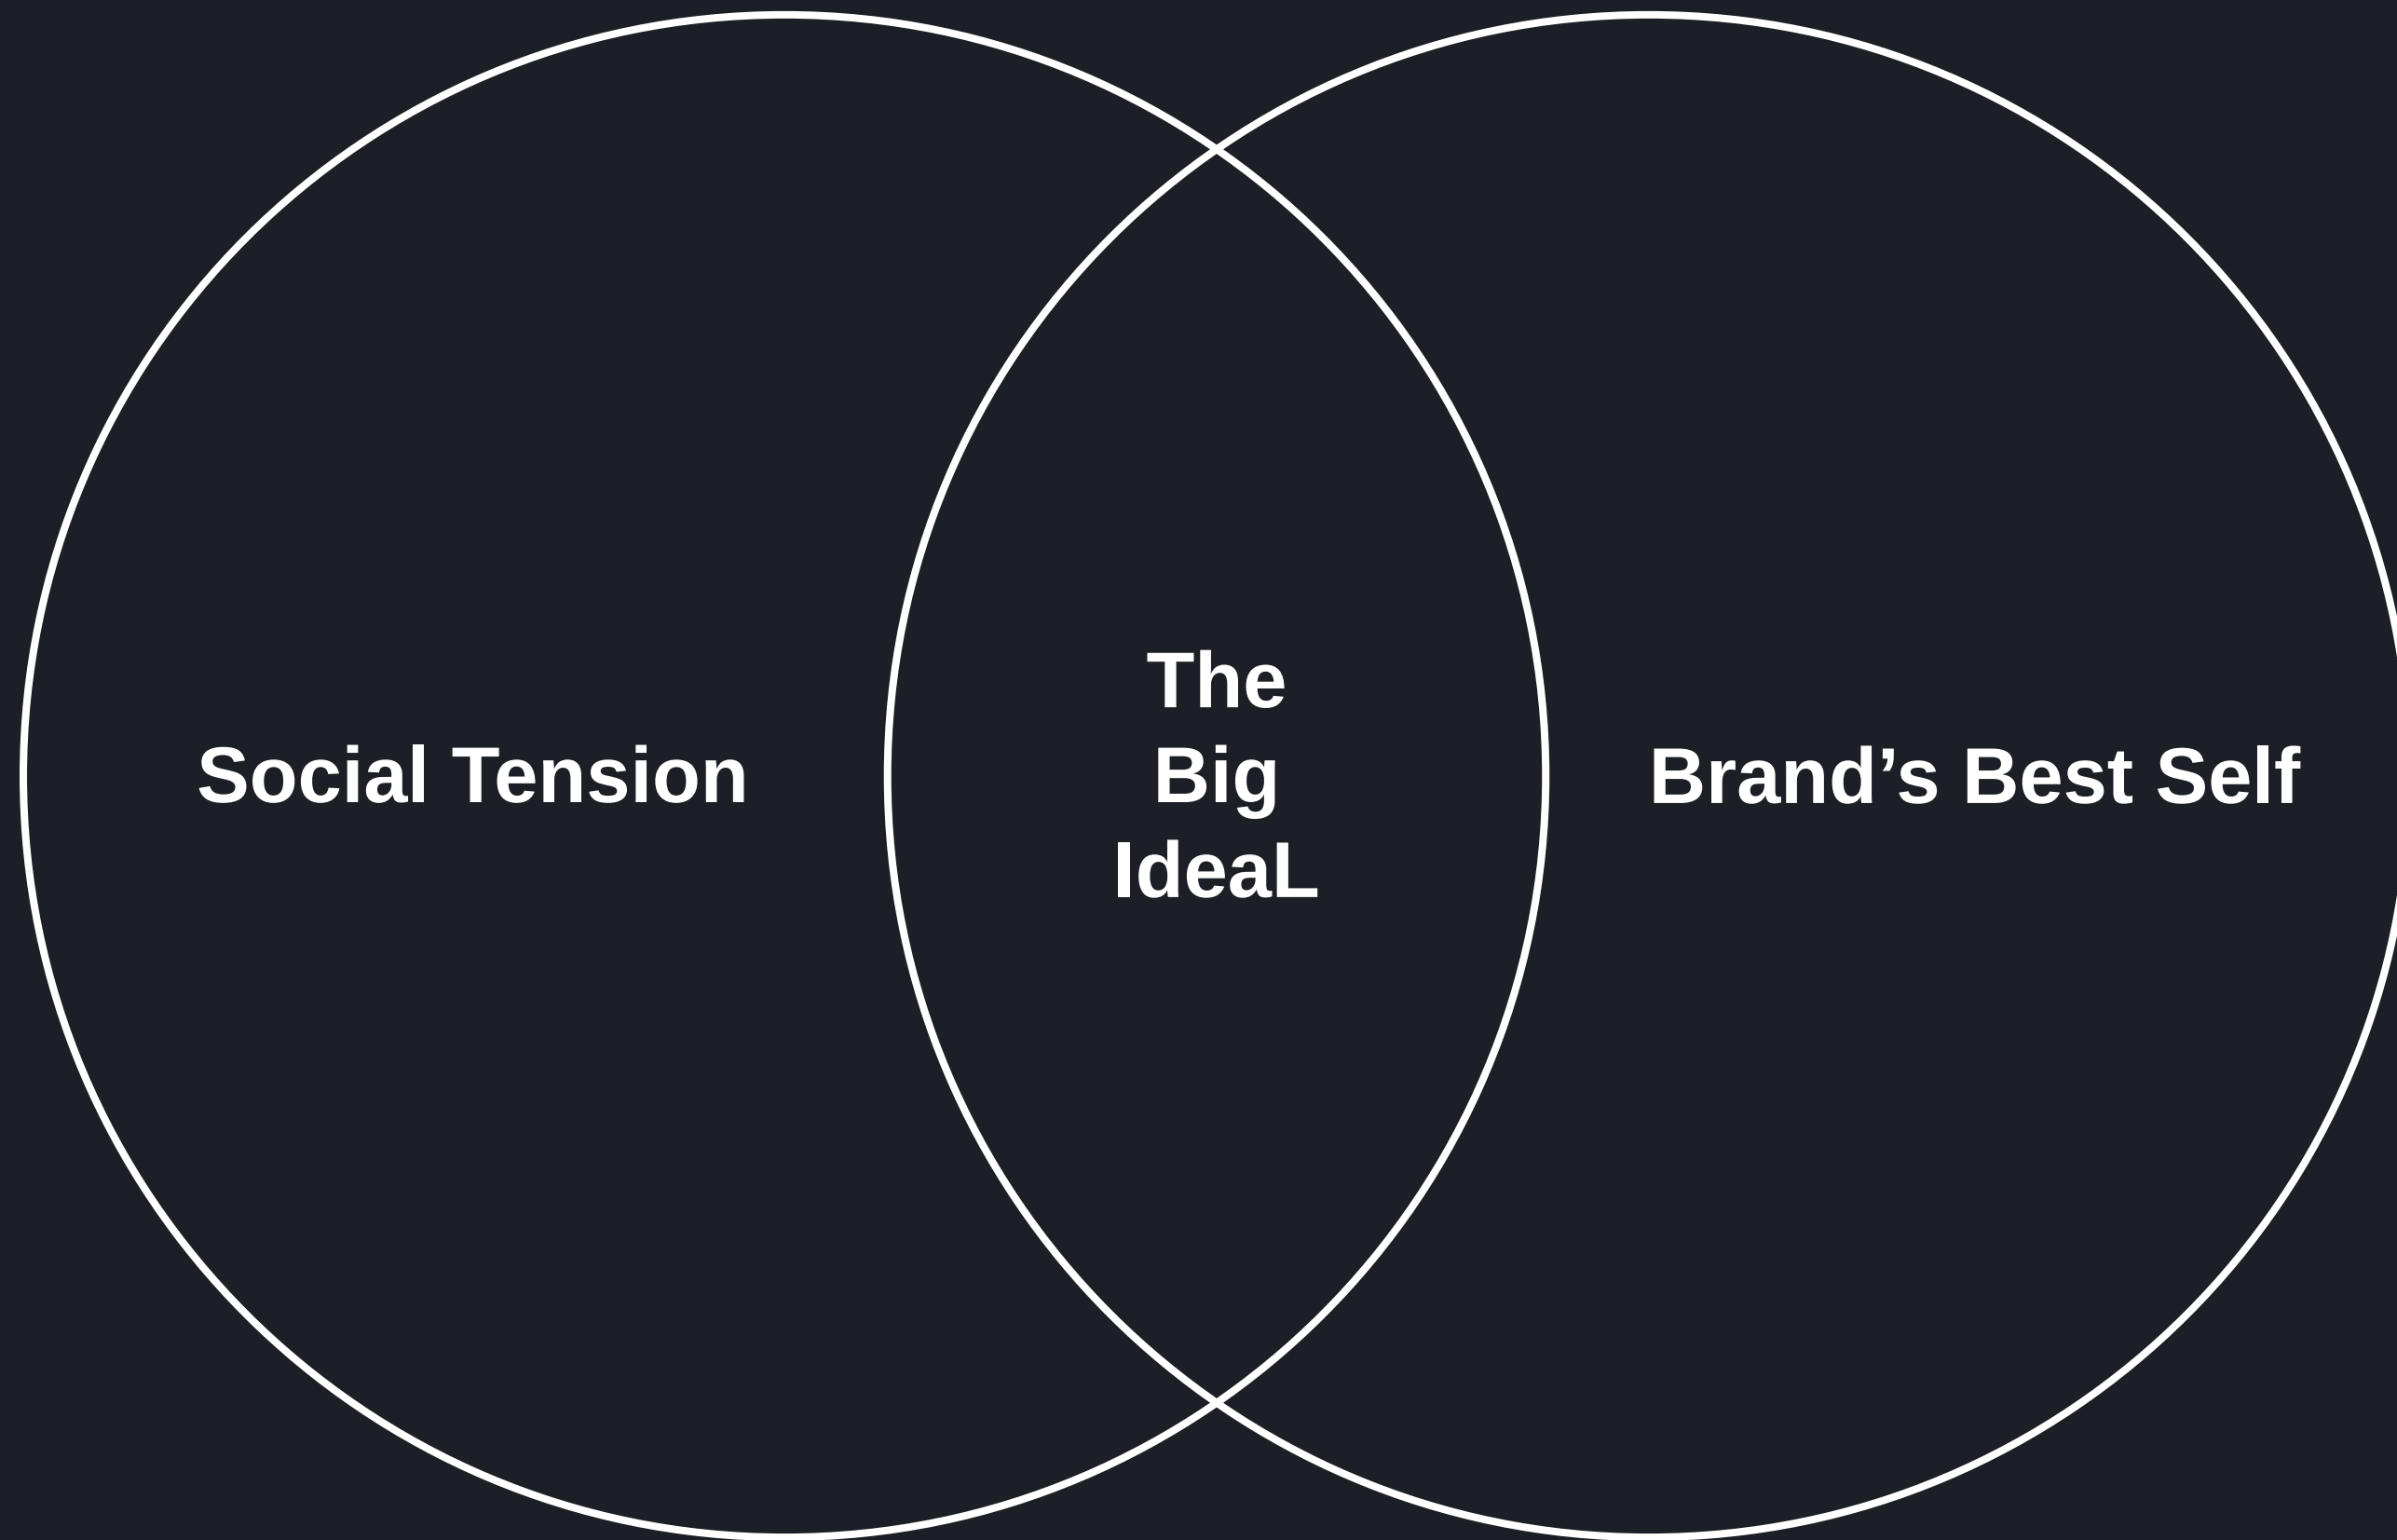 Social Tension
The
Big
IdeaL
Brand’s Best Self